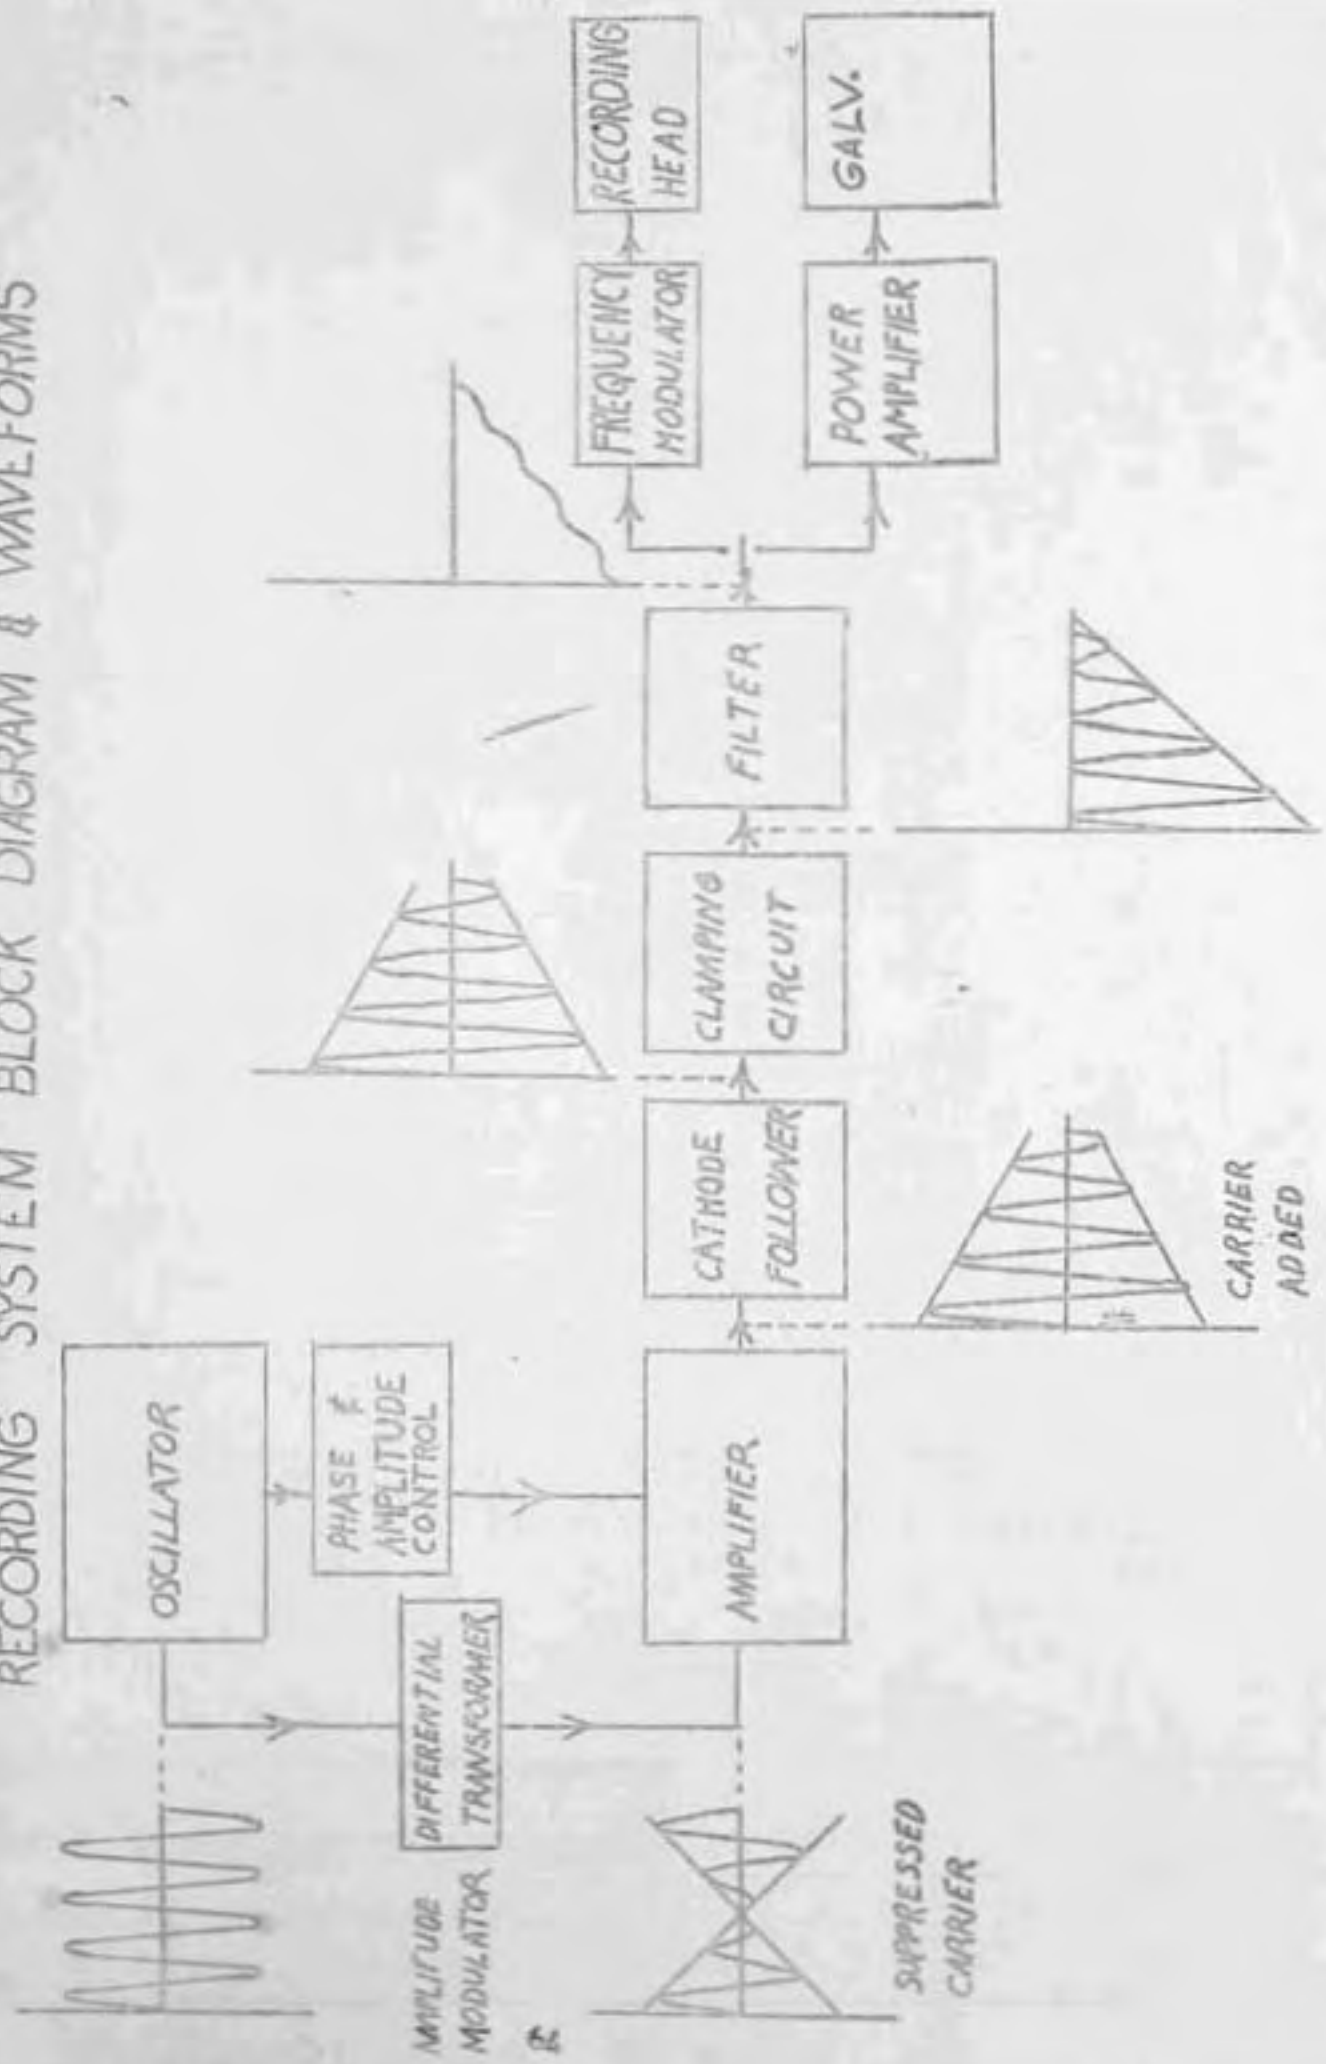 RECORDING SYSTEM BLOCK DIAGRAM & WAVEFORMS
OSCILLATOR
PHASE &
AMPLITUDE
CONTROL
DIFFERENTIAL
TRANSFORMER
AMPLITUDE
MODULATOR
SUPPRESSED
CARRIER
AMPLIFIER
CARRIER
ADDED
CATHODE
FOLLOWER
CLAMPING
CIRCUIT
FILTER
FREQUENCY
MODULATOR
RECORDING
HEAD
POWER
AMPLIFIER
GALV.